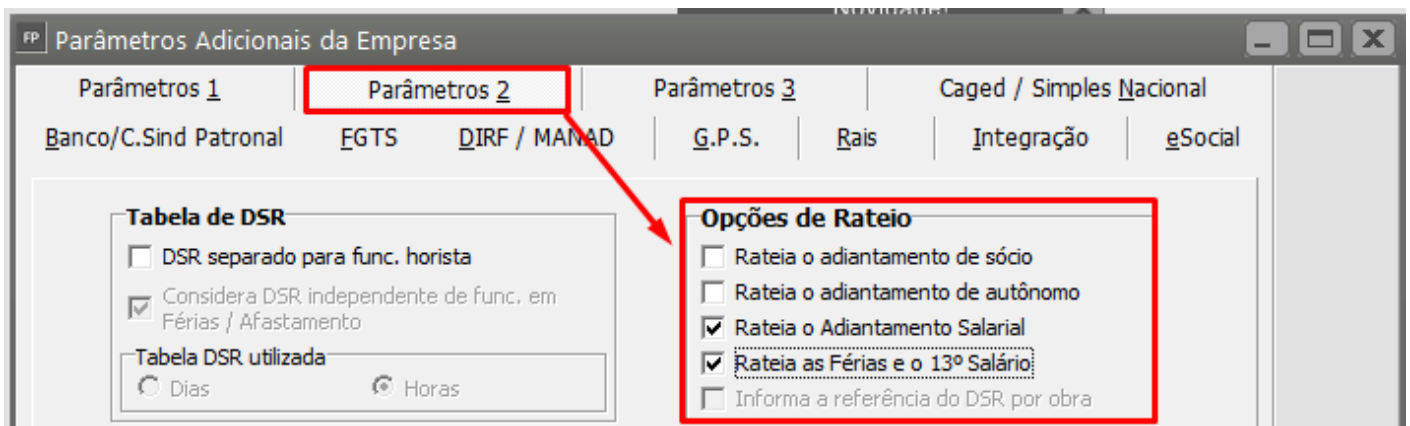 FP Parâmetros Adicionais da Empresa
Parâmetros 1 Parâmetros 2 Parâmetros 3 Caged / Simples Nacional
Banco/C.Sind Patronal FGTS DIRF / MANAD G.P.S. Rais Integração eSocial
Tabela de DSR
DSR separado para func. horista
Considera DSR independente de func. em
Férias / Afastamento
Tabela DSR utilizada
Dias Horas
Opções de Rateio
Rateia o adiantamento de sócio
Rateia o adiantamento de autônomo
Rateia o Adiantamento Salarial
Rateia as Férias e o 13º Salário
Informa a referência do DSR por obra